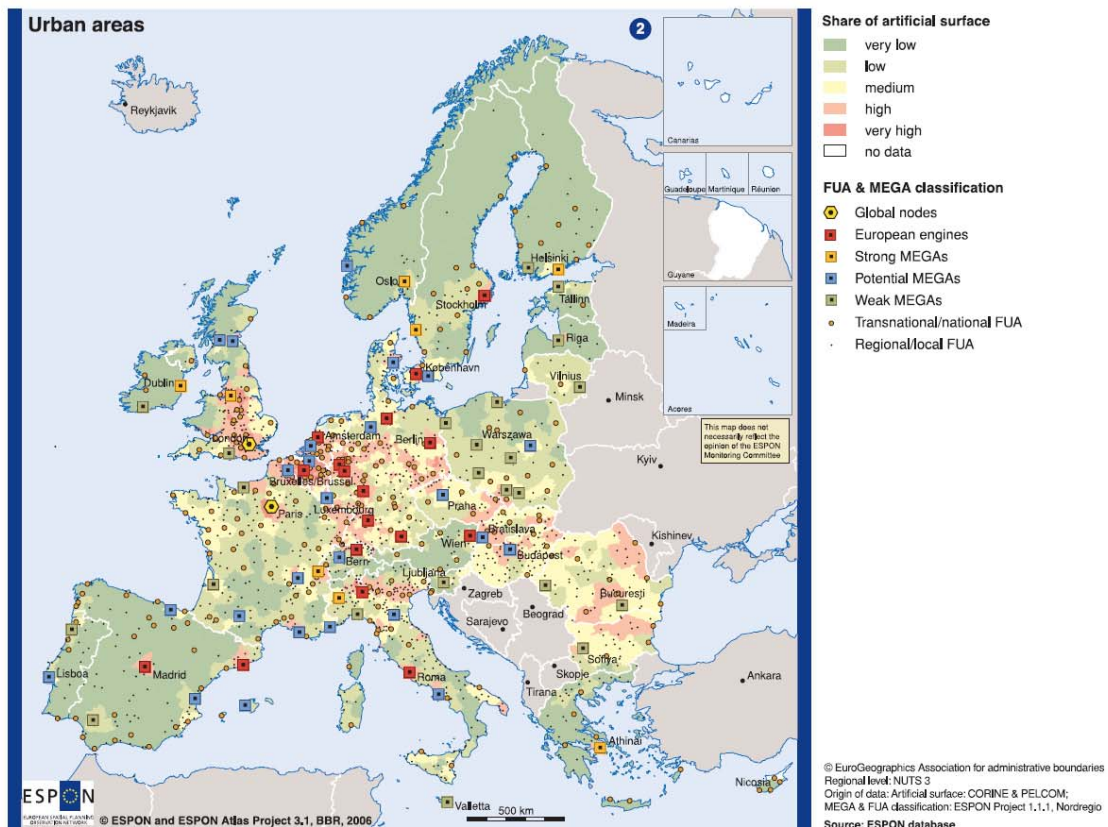 Urban areas
2
Reykjavik
Canarias
Guadeloupe
Martinique
Réunion
Guyane
Madeira
Acores
This map does not
necessarily reflect the
opinion of the ESPON
Monitoring Committee
Helsinki
Oslo
Stockholm
Tallinn
Riga
København
Vilnius
Minsk
Dublin
London
Amsterdam
Berlin
Warszawa
Kyiv
Bruxelles/Brussel
Paris
Luxembourg
Praha
Bratislava
Wien
Budapest
Kishinev
Bern
Ljubljana
Zagreb
Beograd
Bucureşti
Sarajevo
Sofiya
Skopje
Tirana
Ankara
Lisboa
Madrid
Roma
Athinai
Valletta
Nicosia
500 km
ESPON
EUROPEAN SPATIAL PLANNING
OBSERVATION NETWORK
© ESPON and ESPON Atlas Project 3.1, BBR, 2006
Share of artificial surface
very low
low
medium
high
very high
no data
FUA & MEGA classification
Global nodes
European engines
Strong MEGAs
Potential MEGAs
Weak MEGAs
Transnational/national FUA
Regional/local FUA
© EuroGeographics Association for administrative boundaries
Regional level: NUTS 3
Origin of data: Artificial surface: CORINE & PELCOM;
MEGA & FUA classification: ESPON Project 1.1.1, Nordregio
Source: ESPON database